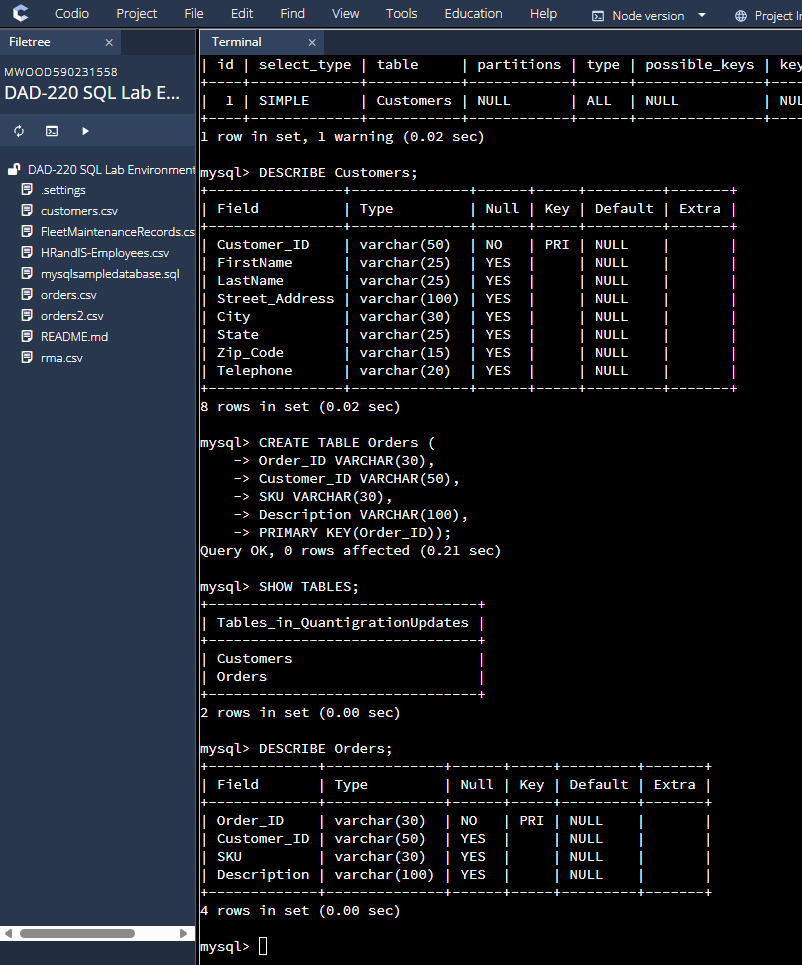 Codio Project File Edit Find View Tools Education Help Node version Project In
Filetree ×
MWOOD590231558
DAD-220 SQL Lab E...
DAD-220 SQL Lab Environment
.settings
customers.csv
FleetMaintenanceRecords.cs
HRandIS-Employees.csv
mysqlsampledatabase.sql
orders.csv
orders2.csv
README.md
rma.csv
Terminal ×
| id | select_type | table     | partitions | type | possible_keys | key
+----+-------------+-----------+------------+------+---------------+----
|  1 | SIMPLE      | Customers | NULL       | ALL  | NULL          | NUL
+----+-------------+-----------+------------+------+---------------+----
1 row in set, 1 warning (0.02 sec)
mysql> DESCRIBE Customers;
+----------------+--------------+------+-----+---------+-------+
| Field          | Type         | Null | Key | Default | Extra |
+----------------+--------------+------+-----+---------+-------+
| Customer_ID    | varchar(50)  | NO   | PRI | NULL    |       |
| FirstName      | varchar(25)  | YES  |     | NULL    |       |
| LastName       | varchar(25)  | YES  |     | NULL    |       |
| Street_Address | varchar(100) | YES  |     | NULL    |       |
| City           | varchar(30)  | YES  |     | NULL    |       |
| State          | varchar(25)  | YES  |     | NULL    |       |
| Zip_Code       | varchar(15)  | YES  |     | NULL    |       |
| Telephone      | varchar(20)  | YES  |     | NULL    |       |
+----------------+--------------+------+-----+---------+-------+
8 rows in set (0.02 sec)
mysql> CREATE TABLE Orders (
    -> Order_ID VARCHAR(30),
    -> Customer_ID VARCHAR(50),
    -> SKU VARCHAR(30),
    -> Description VARCHAR(100),
    -> PRIMARY KEY(Order_ID));
Query OK, 0 rows affected (0.21 sec)
mysql> SHOW TABLES;
+--------------------------------+
| Tables_in_QuantigrationUpdates |
+--------------------------------+
| Customers                      |
| Orders                         |
+--------------------------------+
2 rows in set (0.00 sec)
mysql> DESCRIBE Orders;
+-------------+--------------+------+-----+---------+-------+
| Field       | Type         | Null | Key | Default | Extra |
+-------------+--------------+------+-----+---------+-------+
| Order_ID    | varchar(30)  | NO   | PRI | NULL    |       |
| Customer_ID | varchar(50)  | YES  |     | NULL    |       |
| SKU         | varchar(30)  | YES  |     | NULL    |       |
| Description | varchar(100) | YES  |     | NULL    |       |
+-------------+--------------+------+-----+---------+-------+
4 rows in set (0.00 sec)
mysql>